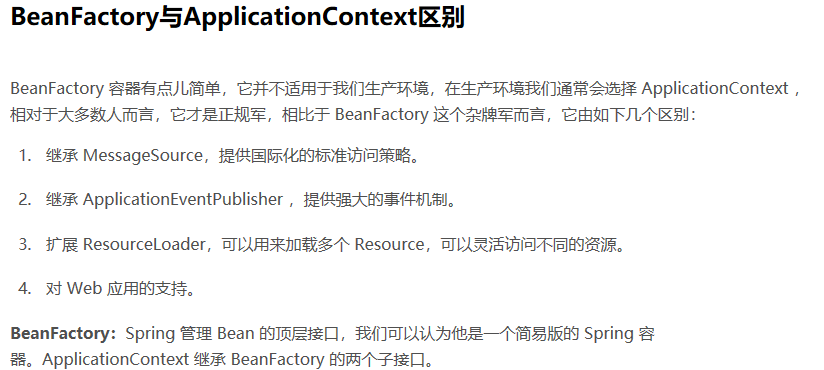 BeanFactory与ApplicationContext区别
BeanFactory 容器有点儿简单，它并不适用于我们生产环境，在生产环境我们通常会选择 ApplicationContext ，
相对于大多数人而言，它才是正规军，相比于 BeanFactory 这个杂牌军而言，它由如下几个区别：
1. 继承 MessageSource，提供国际化的标准访问策略。
2. 继承 ApplicationEventPublisher ，提供强大的事件机制。
3. 扩展 ResourceLoader，可以用来加载多个 Resource，可以灵活访问不同的资源。
4. 对 Web 应用的支持。
BeanFactory：Spring 管理 Bean 的顶层接口，我们可以认为他是一个简易版的 Spring 容
器。ApplicationContext 继承 BeanFactory 的两个子接口。